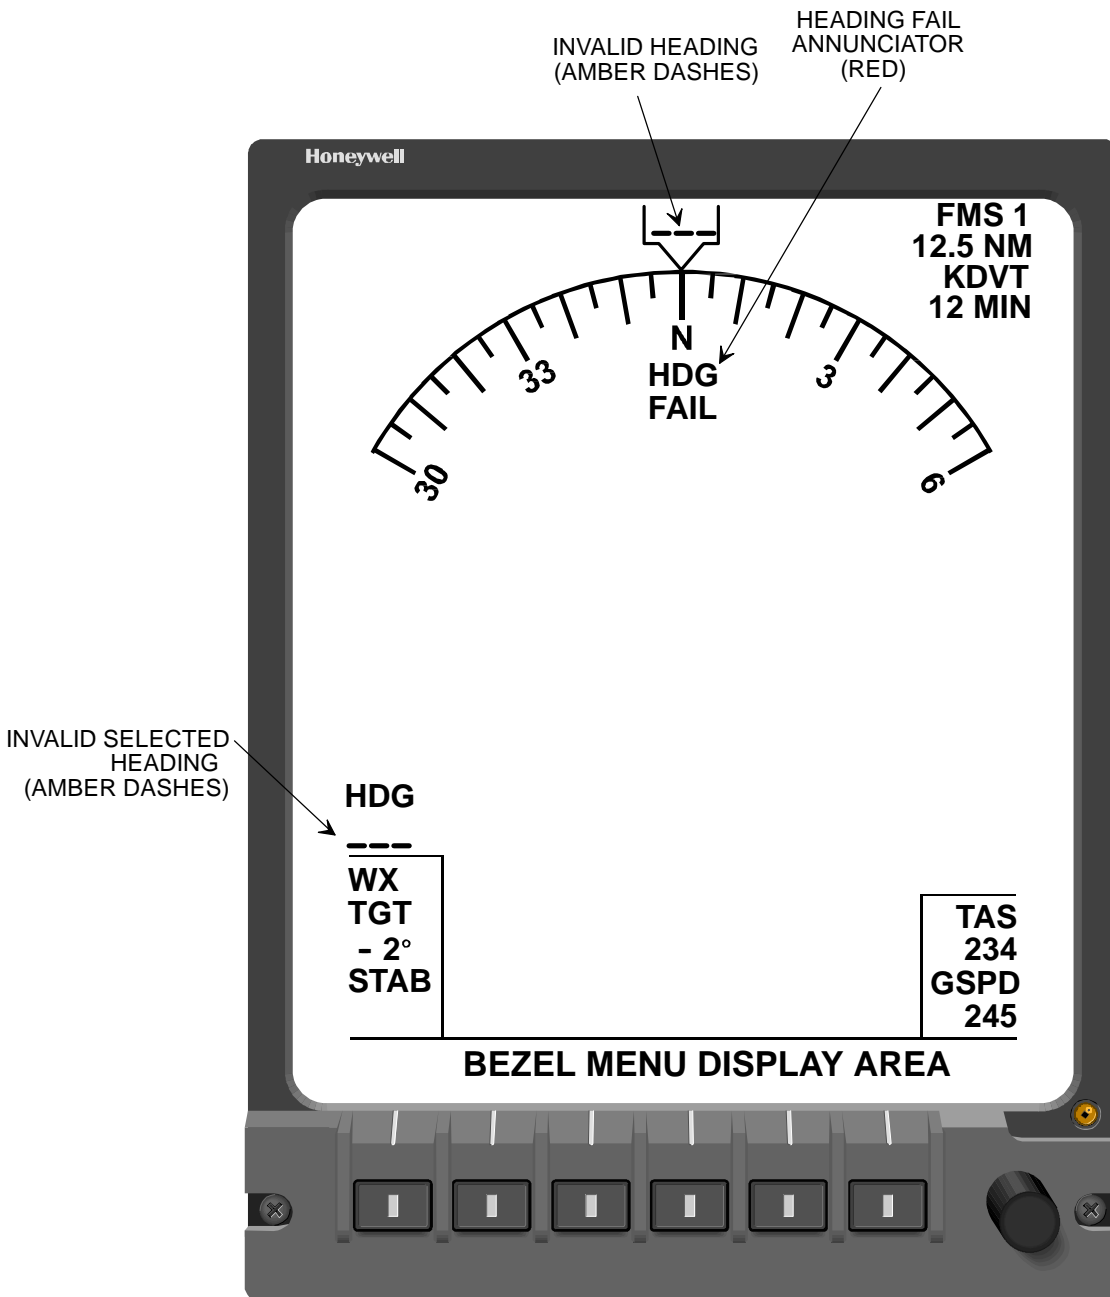 INVALID HEADING
(AMBER DASHES)
HEADING FAIL
ANNUNCIATOR
(RED)
Honeywell
---
FMS 1
12.5 NM
KDVT
12 MIN
N
33
3
30
6
HDG
FAIL
INVALID SELECTED
HEADING
(AMBER DASHES)
HDG
---
WX
TGT
- 2°
STAB
TAS
234
GSPD
245
BEZEL MENU DISPLAY AREA